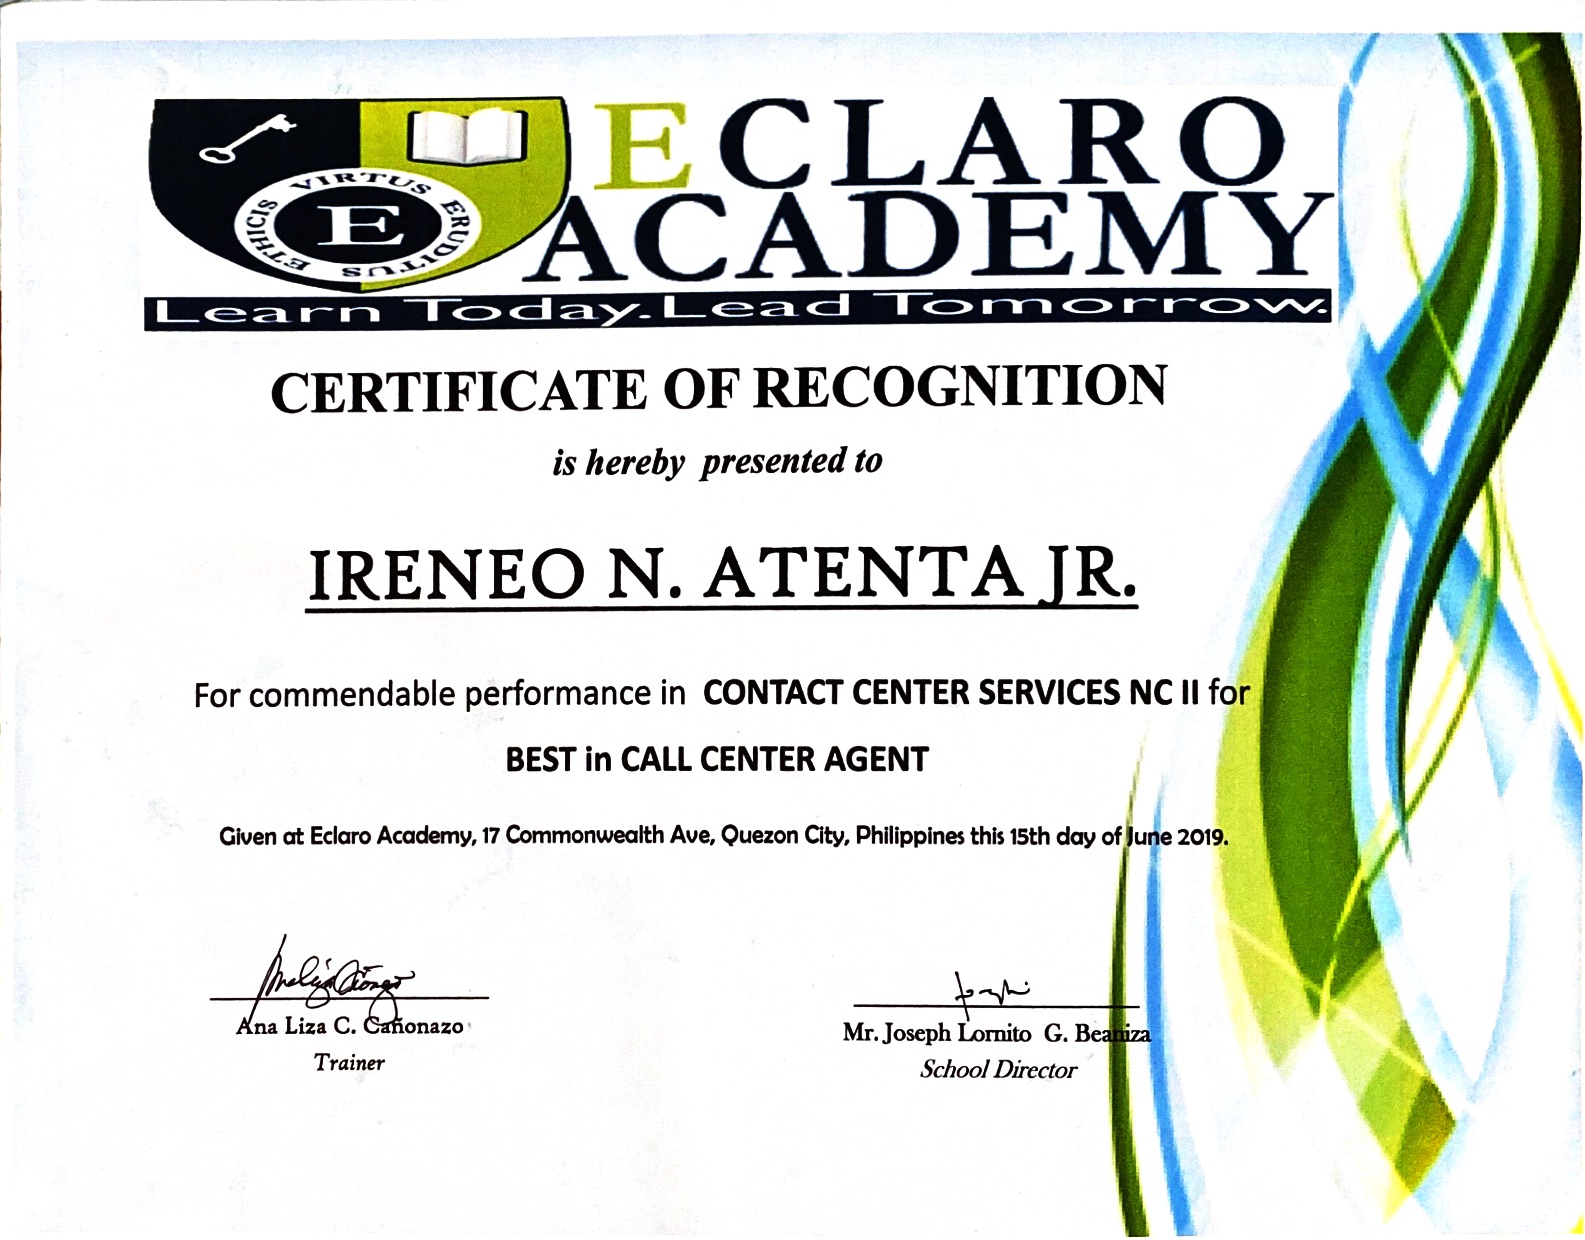 ECLARO
ACADEMY
VIRTUS ERUDITUS ETHICIS
E
Learn Today. Lead Tomorrow.
CERTIFICATE OF RECOGNITION
is hereby presented to
IRENEO N. ATENTA JR.
For commendable performance in CONTACT CENTER SERVICES NC II for
BEST in CALL CENTER AGENT
Given at Eclaro Academy, 17 Commonwealth Ave, Quezon City, Philippines this 15th day of June 2019.
Ana Liza C. Cañonazo
Trainer
Mr. Joseph Lornito G. Beaniza
School Director